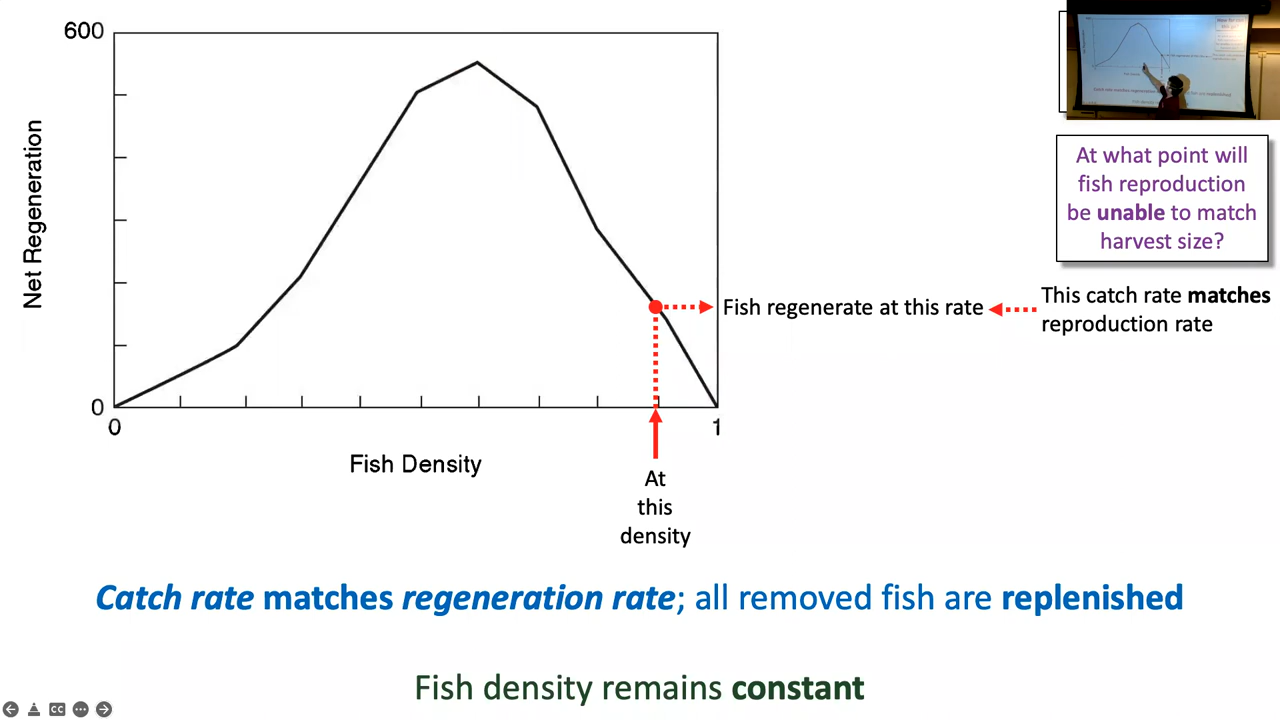 600
Net Regeneration
0
0
1
Fish Density
At what point will
fish reproduction
be unable to match
harvest size?
Fish regenerate at this rate
This catch rate matches
reproduction rate
At
this
density
Catch rate matches regeneration rate; all removed fish are replenished
Fish density remains constant
CC